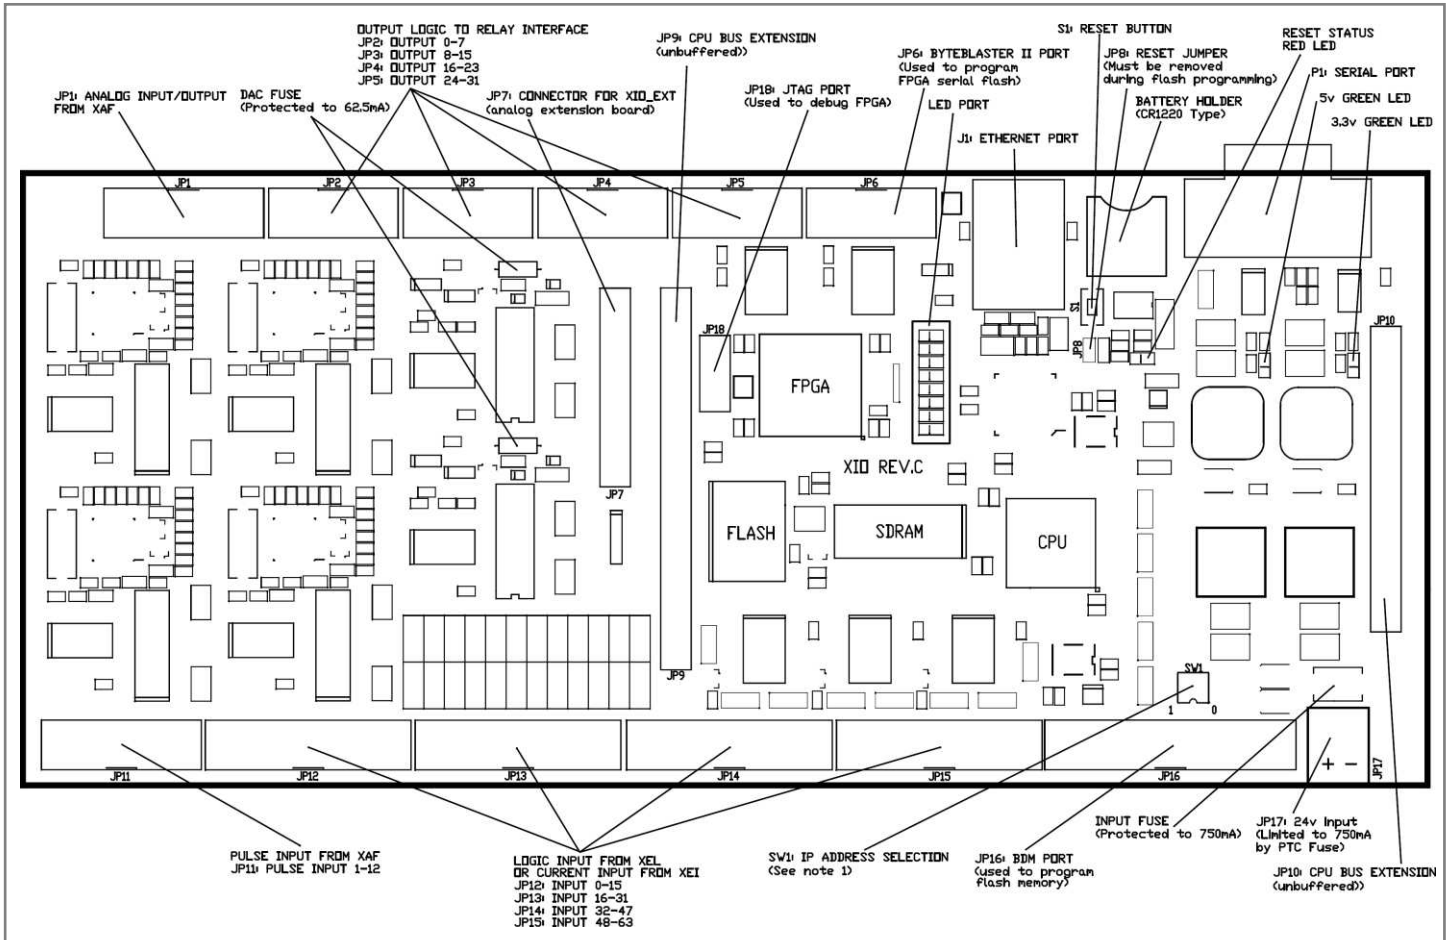 OUTPUT LOGIC TO RELAY INTERFACE
JP2: OUTPUT 0-7
JP3: OUTPUT 8-15
JP4: OUTPUT 16-23
JP5: OUTPUT 24-31
JP9: CPU BUS EXTENSION
(unbuffered))
S1: RESET BUTTON
JP6: BYTEBLASTER II PORT
(Used to program
FPGA serial flash)
JP8: RESET JUMPER
(Must be removed
during flash programming)
RESET STATUS
RED LED
P1: SERIAL PORT
JP1: ANALOG INPUT/OUTPUT
FROM XAF
DAC FUSE
(Protected to 62.5mA)
JP7: CONNECTOR FOR XIO_EXT
(analog extension board)
JP18: JTAG PORT
(Used to debug FPGA)
LED PORT
BATTERY HOLDER
(CR1220 Type)
5v GREEN LED
3.3v GREEN LED
J1: ETHERNET PORT
JP1
JP2
JP3
JP4
JP5
JP6
S1
JP18
JP8
JP10
FPGA
XIO REV.C
JP7
FLASH
SDRAM
CPU
JP9
SW1
1 0
JP11
JP12
JP13
JP14
JP15
JP16
+ -
JP17
PULSE INPUT FROM XAF
JP11: PULSE INPUT 1-12
LOGIC INPUT FROM XEL
OR CURRENT INPUT FROM XEI
JP12: INPUT 0-15
JP13: INPUT 16-31
JP14: INPUT 32-47
JP15: INPUT 48-63
SW1: IP ADDRESS SELECTION
(See note 1)
JP16: BDM PORT
(used to program
flash memory)
INPUT FUSE
(Protected to 750mA)
JP17: 24v Input
(Limited to 750mA
by PTC Fuse)
JP10: CPU BUS EXTENSION
(unbuffered))